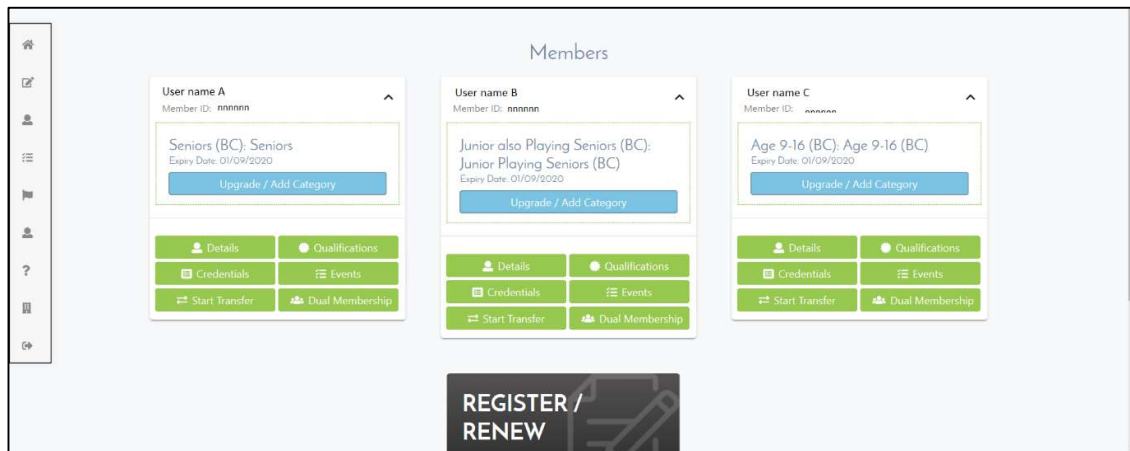 Members
User name A
Member ID: nnnnnn
Seniors (BC): Seniors
Expiry Date: 01/09/2020
Upgrade / Add Category
Details
Qualifications
Credentials
Events
Start Transfer
Dual Membership
User name B
Member ID: nnnnnn
Junior also Playing Seniors (BC):
Junior Playing Seniors (BC)
Expiry Date: 01/09/2020
Upgrade / Add Category
Details
Qualifications
Credentials
Events
Start Transfer
Dual Membership
User name C
Member ID: nnnnnn
Age 9-16 (BC): Age 9-16 (BC)
Expiry Date: 01/09/2020
Upgrade / Add Category
Details
Qualifications
Credentials
Events
Start Transfer
Dual Membership
REGISTER /
RENEW